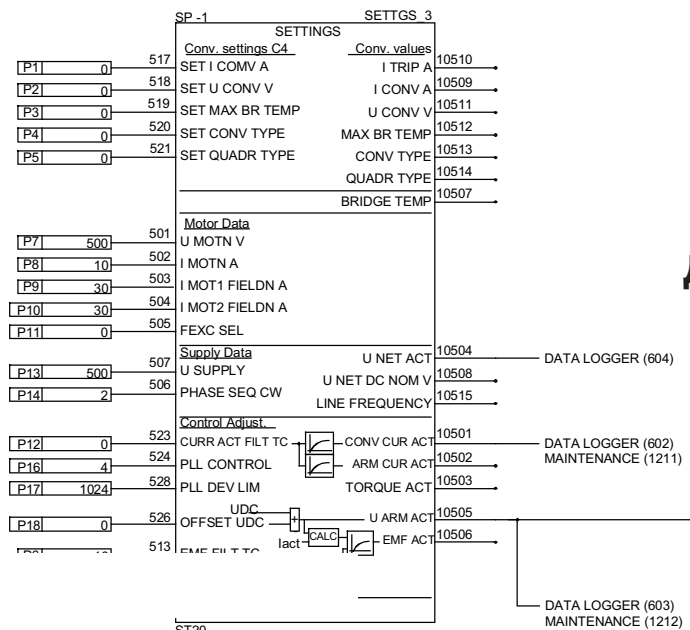 SP -1 SETTGS_3
SETTINGS
Conv. settings C4 Conv. values
P1 0 517 SET I COMV A I TRIP A 10510
P2 0 518 SET U CONV V I CONV A 10509
P3 0 519 SET MAX BR TEMP U CONV V 10511
P4 0 520 SET CONV TYPE MAX BR TEMP 10512
P5 0 521 SET QUADR TYPE CONV TYPE 10513
QUADR TYPE 10514
BRIDGE TEMP 10507
Motor Data
P7 500 501 U MOTN V
P8 10 502 I MOTN A
P9 30 503 I MOT1 FIELDN A
P10 30 504 I MOT2 FIELDN A
P11 0 505 FEXC SEL
Supply Data
P13 500 507 U SUPPLY U NET ACT 10504 DATA LOGGER (604)
P14 2 506 PHASE SEQ CW U NET DC NOM V 10508
LINE FREQUENCY 10515
Control Adjust.
P12 0 523 CURR ACT FILT TC CONV CUR ACT 10501 DATA LOGGER (602)
P16 4 524 PLL CONTROL ARM CUR ACT 10502 MAINTENANCE (1211)
P17 1024 528 PLL DEV LIM TORQUE ACT 10503
UDC
P18 0 526 OFFSET UDC + U ARM ACT 10505
513 EMF FILT TC Iact CALC EMF ACT 10506
DATA LOGGER (603)
MAINTENANCE (1212)
ST20